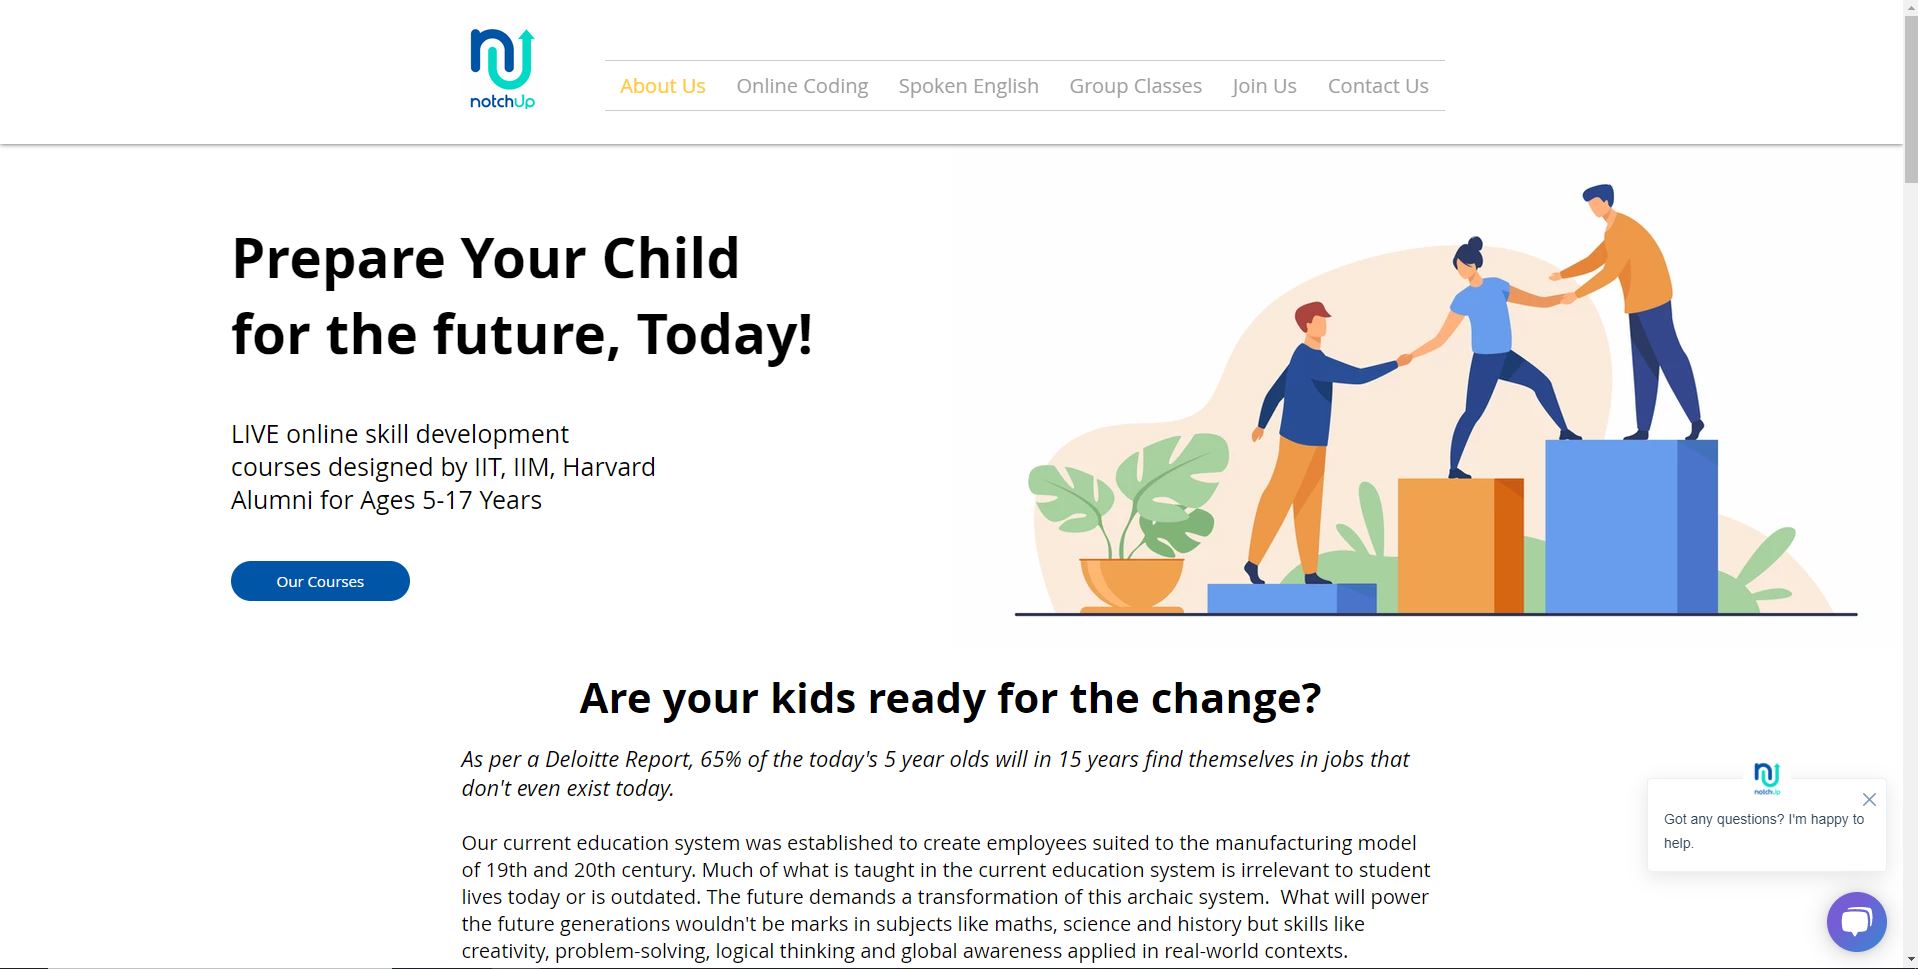 notchUp
About Us
Online Coding
Spoken English
Group Classes
Join Us
Contact Us
Prepare Your Child
for the future, Today!
LIVE online skill development
courses designed by IIT, IIM, Harvard
Alumni for Ages 5-17 Years
Our Courses
Are your kids ready for the change?
As per a Deloitte Report, 65% of the today's 5 year olds will in 15 years find themselves in jobs that
don't even exist today.
Our current education system was established to create employees suited to the manufacturing model
of 19th and 20th century. Much of what is taught in the current education system is irrelevant to student
lives today or is outdated. The future demands a transformation of this archaic system.  What will power
the future generations wouldn't be marks in subjects like maths, science and history but skills like
creativity, problem-solving, logical thinking and global awareness applied in real-world contexts.
notchUp
Got any questions? I'm happy to
help.